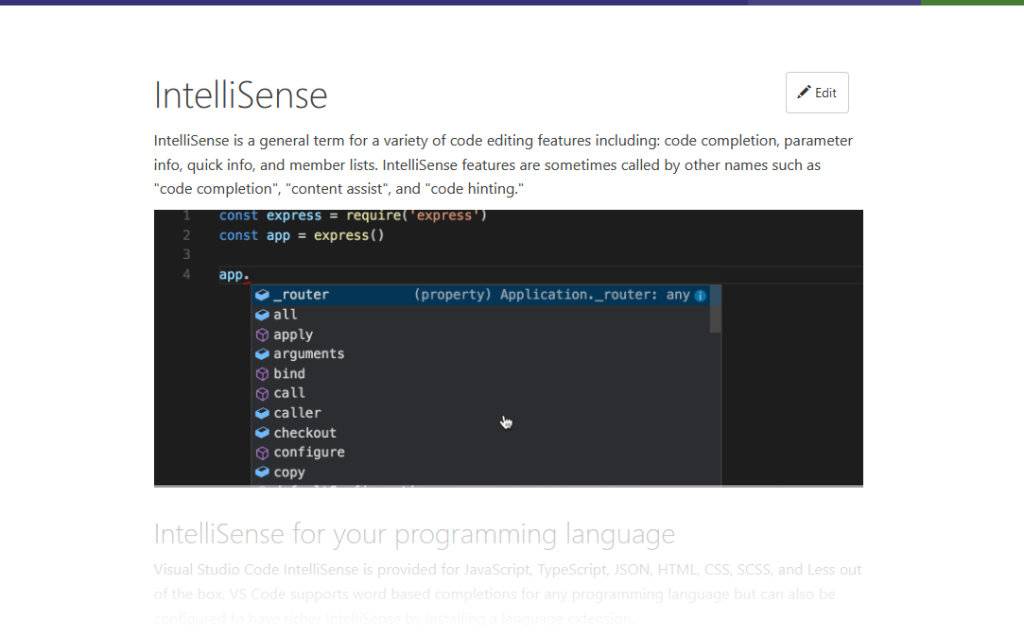 IntelliSense
Edit
IntelliSense is a general term for a variety of code editing features including: code completion, parameter
info, quick info, and member lists. IntelliSense features are sometimes called by other names such as
"code completion", "content assist", and "code hinting."
1 const express = require('express')
2 const app = express()
3
4 app.
_router (property) Application._router: any
all
apply
arguments
bind
call
caller
checkout
configure
copy
IntelliSense for your programming language
Visual Studio Code IntelliSense is provided for JavaScript, TypeScript, JSON, HTML, CSS, SCSS, and Less out
of the box. VS Code supports word based completions for any programming language but can also be
configured to have richer IntelliSense by installing a language extension.